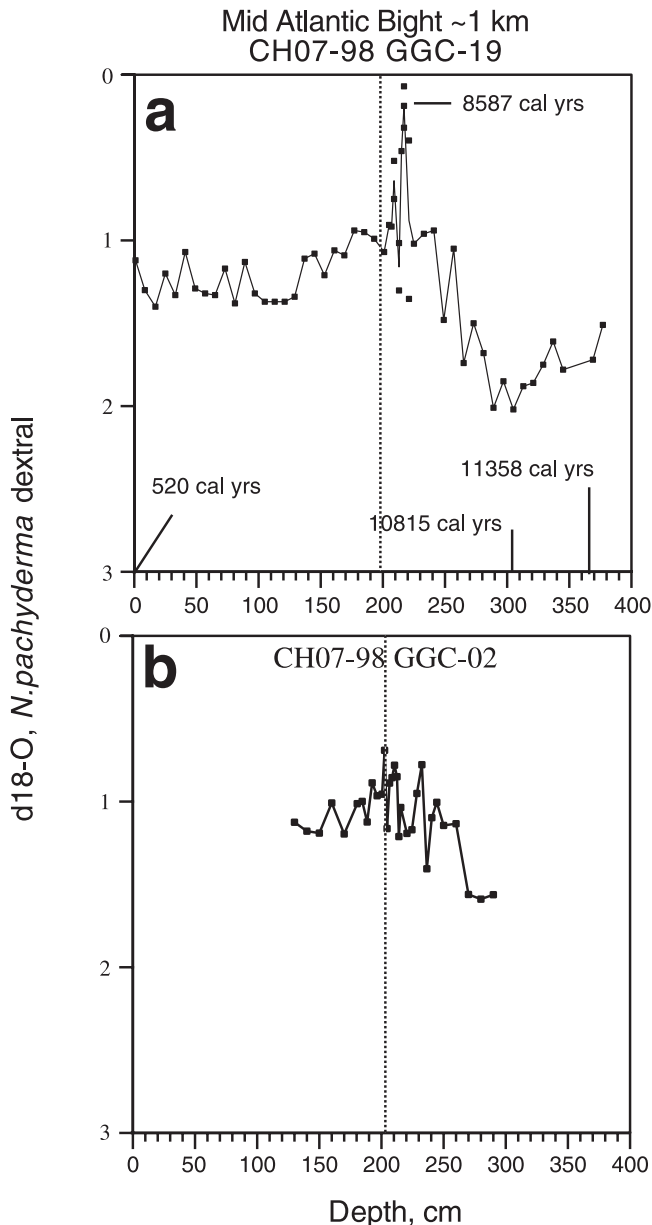 Mid Atlantic Bight ~1 km
CH07-98 GGC-19
0
a
8587 cal yrs
1
2
520 cal yrs
11358 cal yrs
10815 cal yrs
3
0 50 100 150 200 250 300 350 400
d18-O, N.pachyderma dextral
0
b
CH07-98 GGC-02
1
2
3
0 50 100 150 200 250 300 350 400
Depth, cm